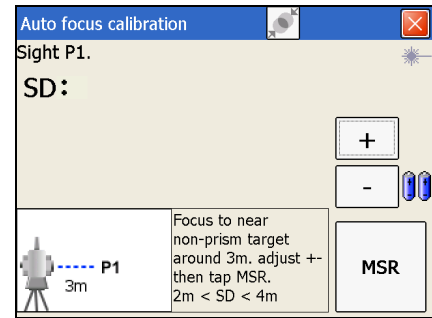 Auto focus calibration
Sight P1.
SD:
+
-
P1
3m
Focus to near
non-prism target
around 3m. adjust +-
then tap MSR.
2m < SD < 4m
MSR